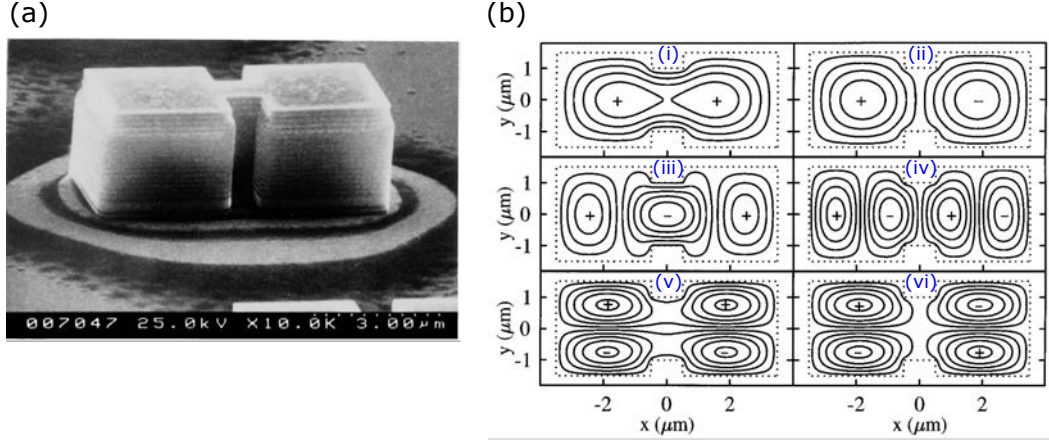 (a)
(b)
007047 25.0kV X10.0K 3.00μm
(i)
(ii)
y (μm)
1
0
-1
+
+
+
–
(iii)
(iv)
y (μm)
1
0
-1
+
–
+
+
–
+
–
(v)
(vi)
y (μm)
1
0
-1
+
+
–
–
+
–
–
+
-2
0
2
-2
0
2
x (μm)
x (μm)